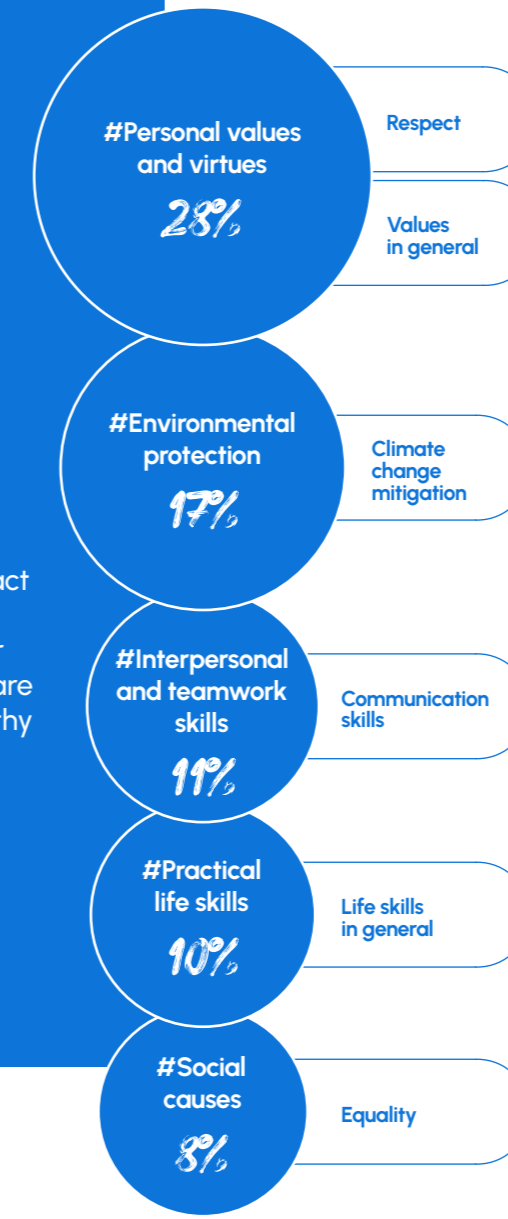 #Personal values
and virtues
28%
Respect
Values
in general
#Environmental
protection
17%
Climate
change
mitigation
#Interpersonal
and teamwork
skills
11%
Communication
skills
#Practical
life skills
10%
Life skills
in general
#Social
causes
8%
Equality